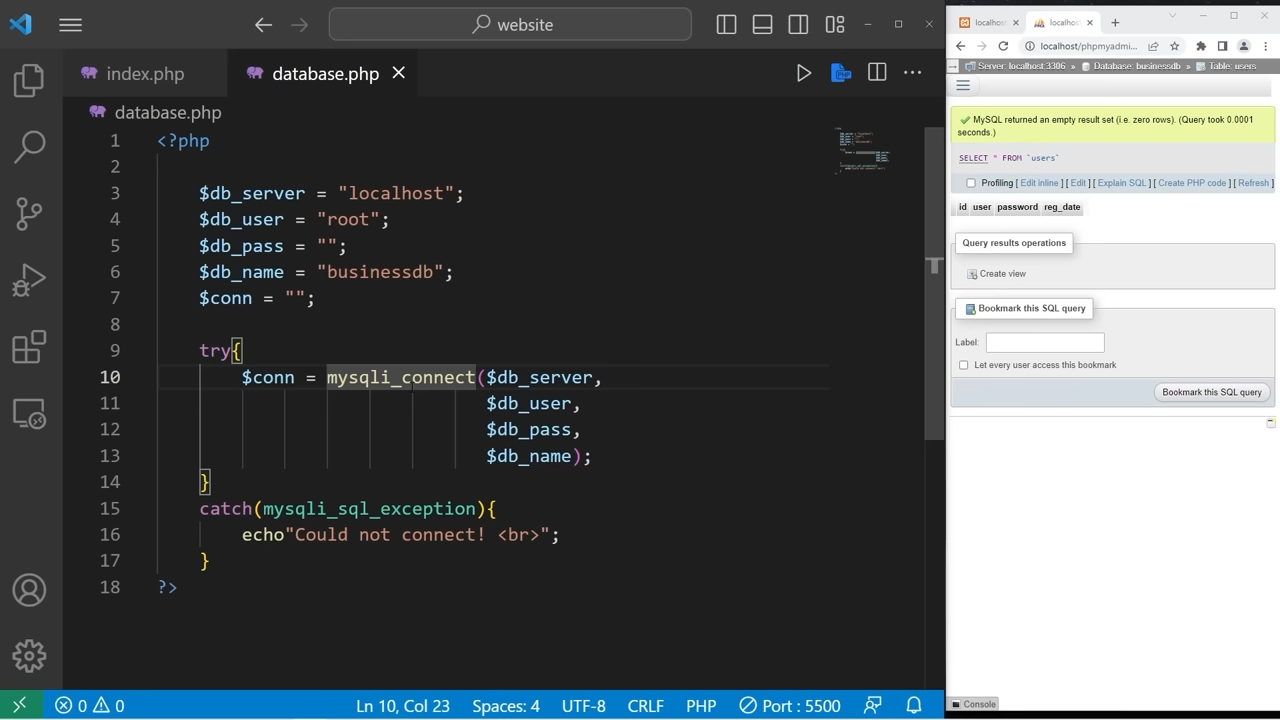 website
index.php
database.php
database.php
1 <?php
2
3 $db_server = "localhost";
4 $db_user = "root";
5 $db_pass = "";
6 $db_name = "businessdb";
7 $conn = "";
8
9 try{
10 $conn = mysqli_connect($db_server,
11 $db_user,
12 $db_pass,
13 $db_name);
14 }
15 catch(mysqli_sql_exception){
16 echo"Could not connect! <br>";
17 }
18 ?>
0 0
Ln 10, Col 23
Spaces: 4
UTF-8
CRLF
PHP
Port : 5500
localhos
localhos
localhost/phpmyadmi...
Server: localhost:3306 » Database: businessdb » Table: users
MySQL returned an empty result set (i.e. zero rows). (Query took 0.0001
seconds.)
SELECT * FROM `users`
Profiling [ Edit inline ] [ Edit ] [ Explain SQL ] [ Create PHP code ] [ Refresh ]
id user password reg_date
Query results operations
Create view
Bookmark this SQL query
Label:
Let every user access this bookmark
Bookmark this SQL query
Console